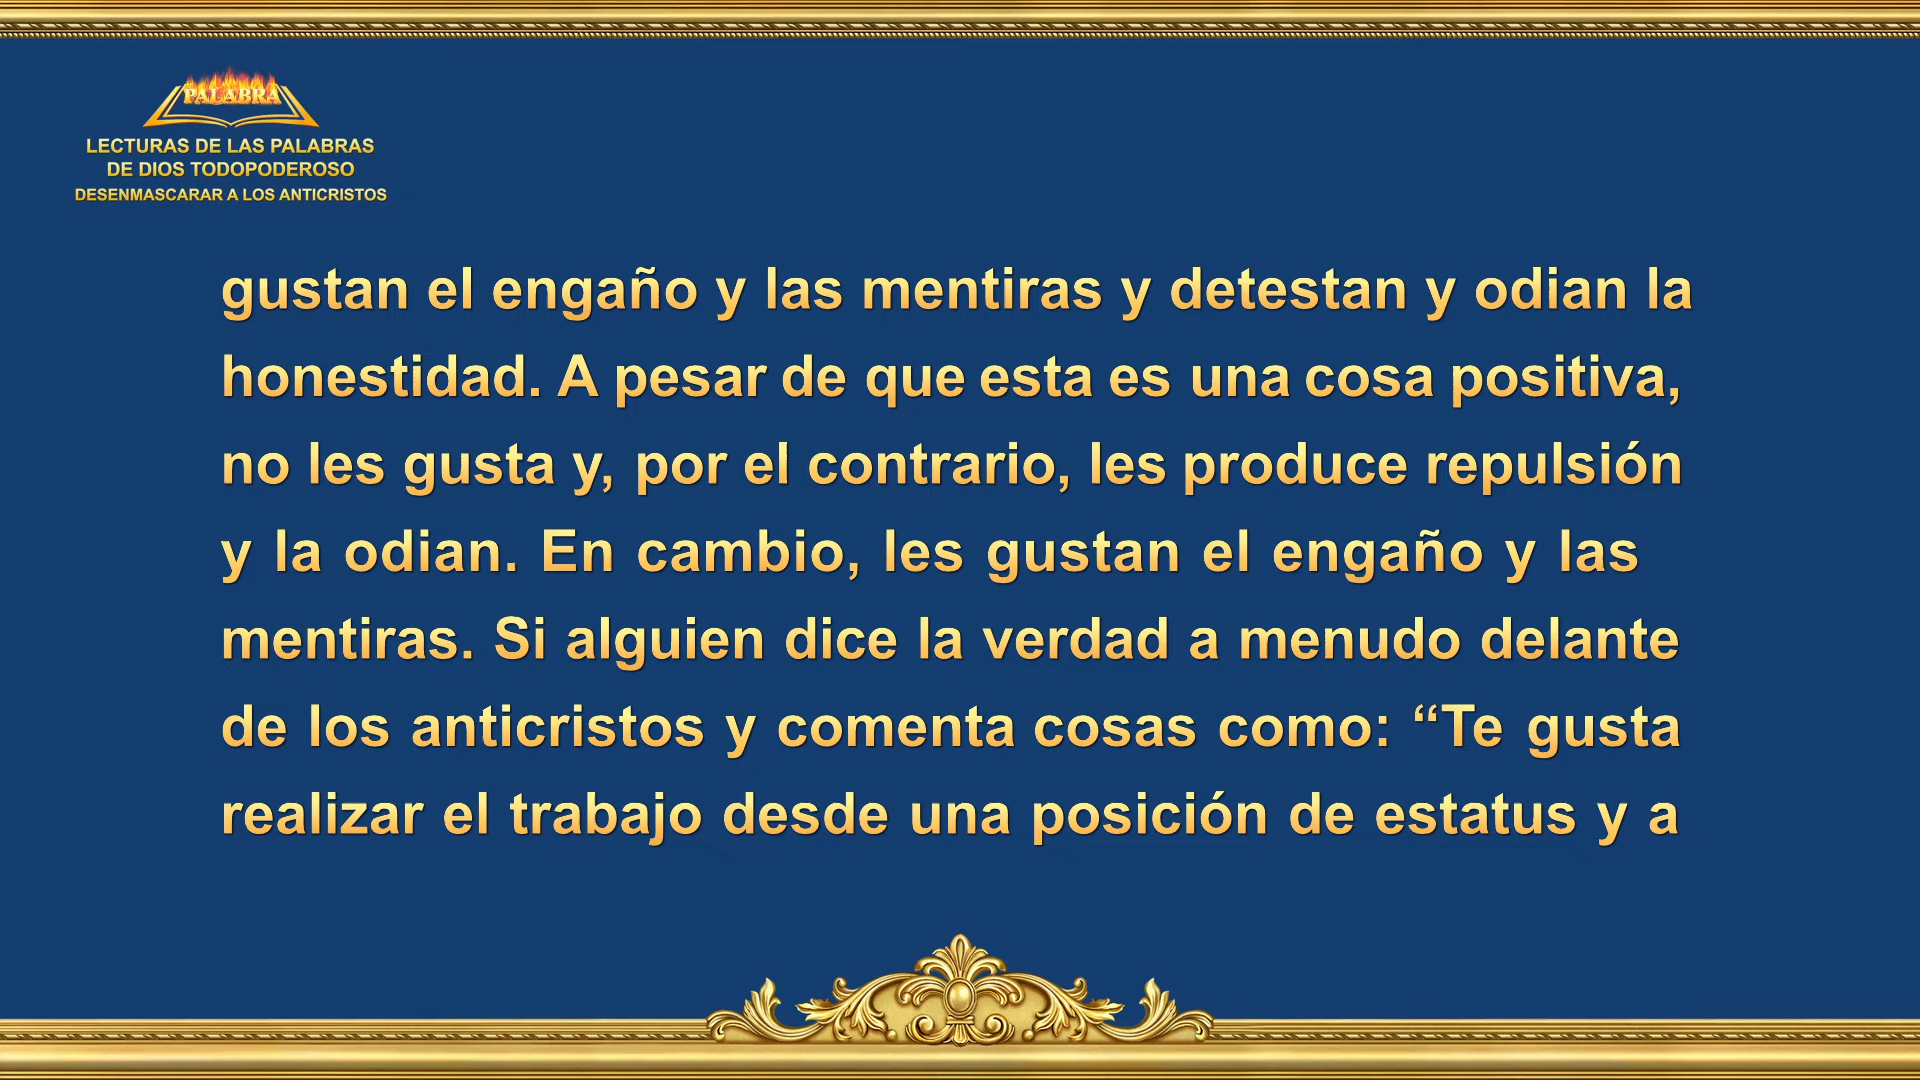 PALABRA
LECTURAS DE LAS PALABRAS
DE DIOS TODOPODEROSO
DESENMASCARAR A LOS ANTICRISTOS
gustan el engaño y las mentiras y detestan y odian la
honestidad. A pesar de que esta es una cosa positiva,
no les gusta y, por el contrario, les produce repulsión
y la odian. En cambio, les gustan el engaño y las
mentiras. Si alguien dice la verdad a menudo delante
de los anticristos y comenta cosas como: “Te gusta
realizar el trabajo desde una posición de estatus y a